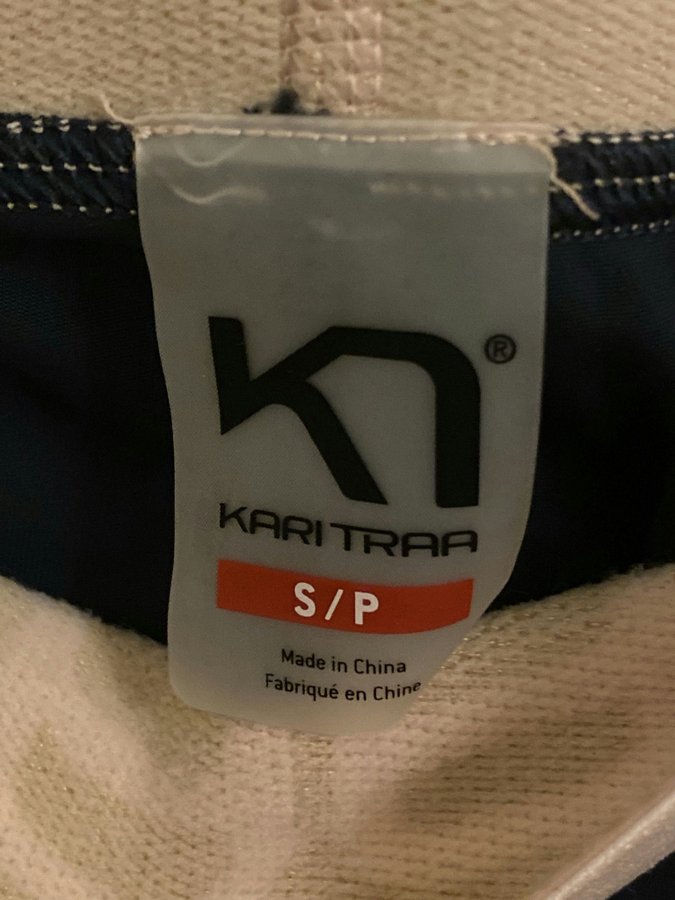 ®
KARI TRAA
S/P
Made in China
Fabriqué en Chine